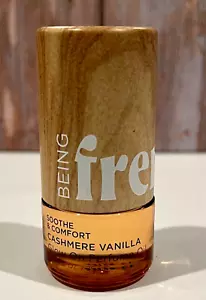 BEING
fre
SOOTHE
& COMFORT
CASHMERE VANILLA